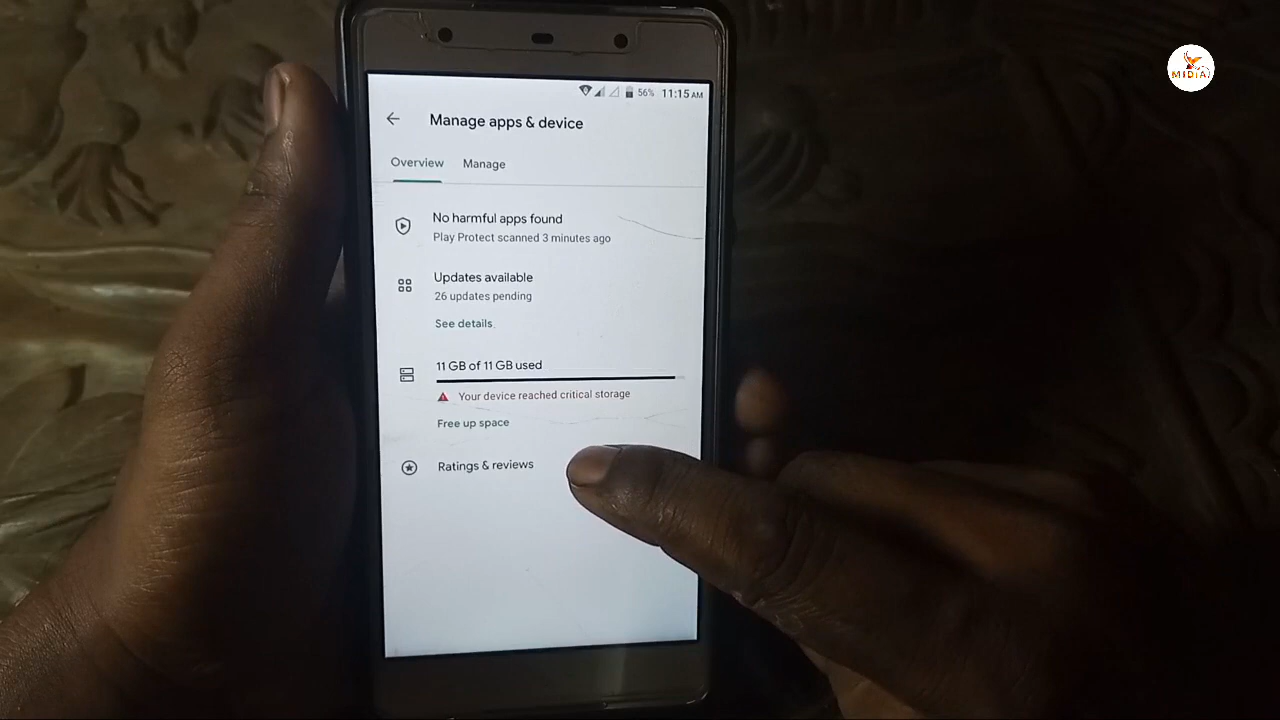 56% 11:15 AM
MIDIA
Manage apps & device
Overview Manage
No harmful apps found
Play Protect scanned 3 minutes ago
Updates available
26 updates pending
See details
11 GB of 11 GB used
Your device reached critical storage
Free up space
Ratings & reviews